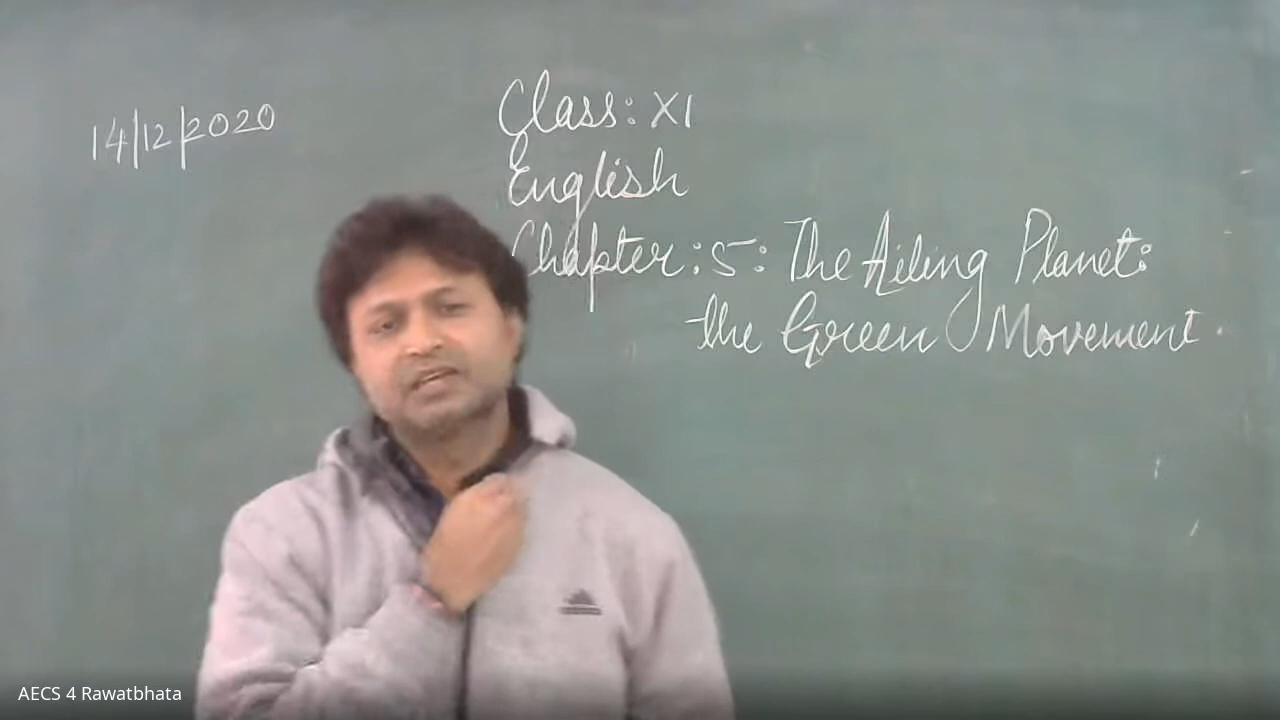 14/12/2020
Class: XI
English
Chapter: 5: The Ailing Planet:
the Green Movement.
AECS 4 Rawatbhata